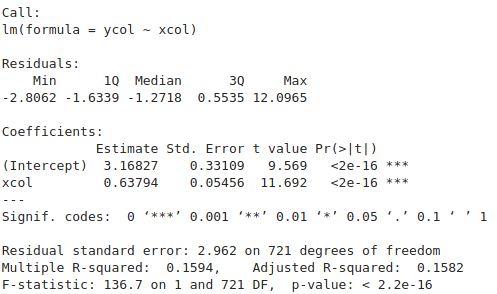 Call:
lm(formula = ycol ~ xcol)
Residuals:
    Min      1Q  Median      3Q     Max
-2.8062 -1.6339 -1.2718  0.5535 12.0965
Coefficients:
            Estimate Std. Error t value Pr(>|t|)
(Intercept)  3.16827    0.33109   9.569   <2e-16 ***
xcol         0.63794    0.05456  11.692   <2e-16 ***
---
Signif. codes:  0 ‘***’ 0.001 ‘**’ 0.01 ‘*’ 0.05 ‘.’ 0.1 ‘ ’ 1
Residual standard error: 2.962 on 721 degrees of freedom
Multiple R-squared:  0.1594,    Adjusted R-squared:  0.1582
F-statistic: 136.7 on 1 and 721 DF,  p-value: < 2.2e-16